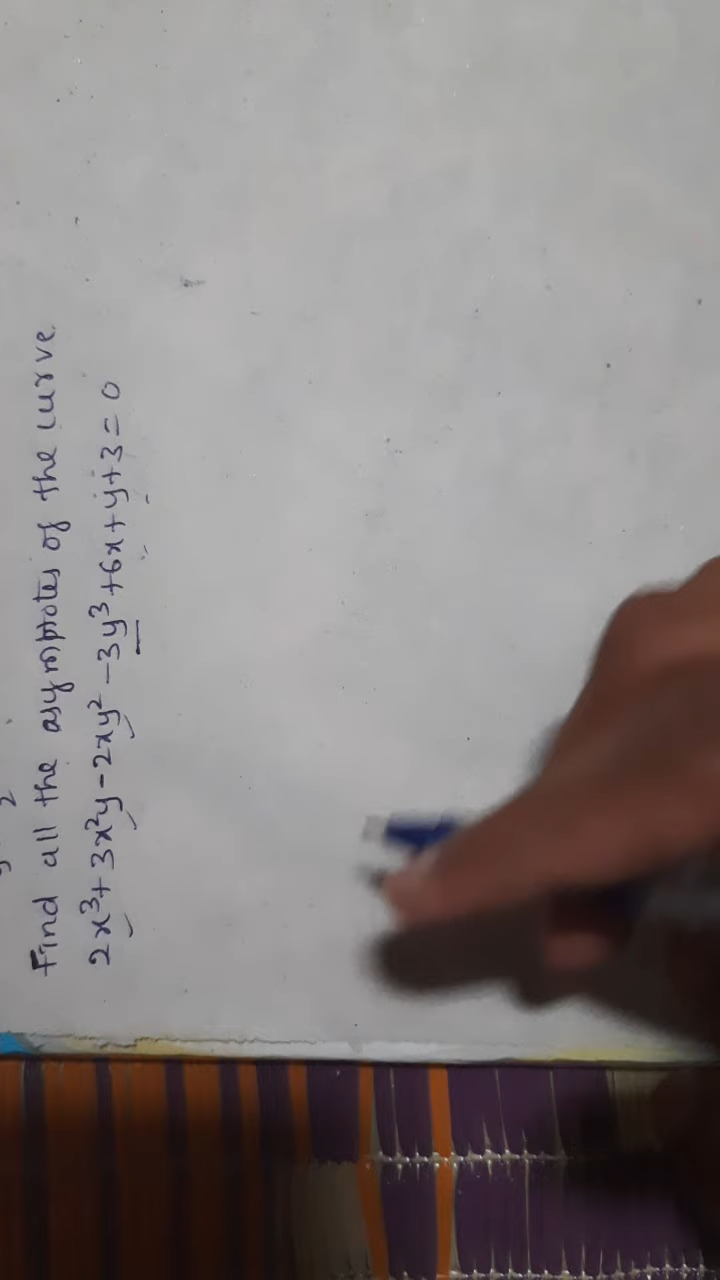 Find all the asymptotes of the curve.
2x³+3x²y-2xy²-3y³+6x+y+3=0